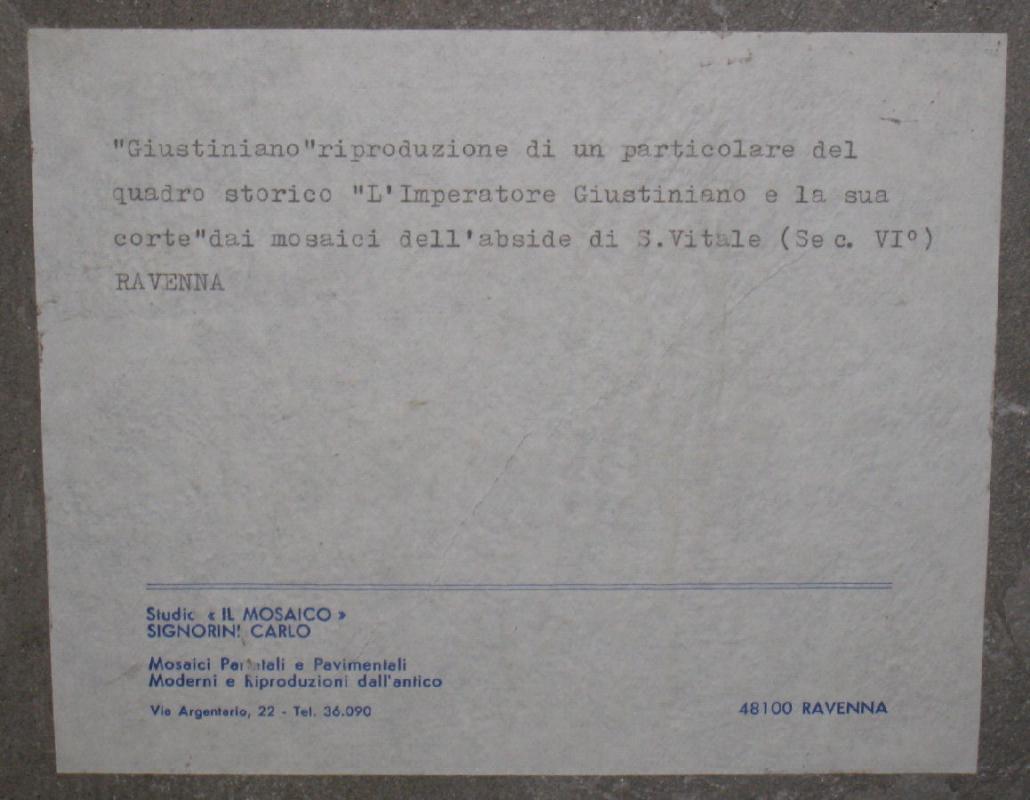 "Giustiniano"riproduzione di un particolare del
quadro storico "L'Imperatore Giustiniano e la sua
corte"dai mosaici dell'abside di S.Vitale (Sec. VIº)
RAVENNA
Studio « IL MOSAICO »
SIGNORINI CARLO
Mosaici Parietali e Pavimentali
Moderni e Riproduzioni dall'antico
Via Argentario, 22 - Tel. 36.090
48100 RAVENNA